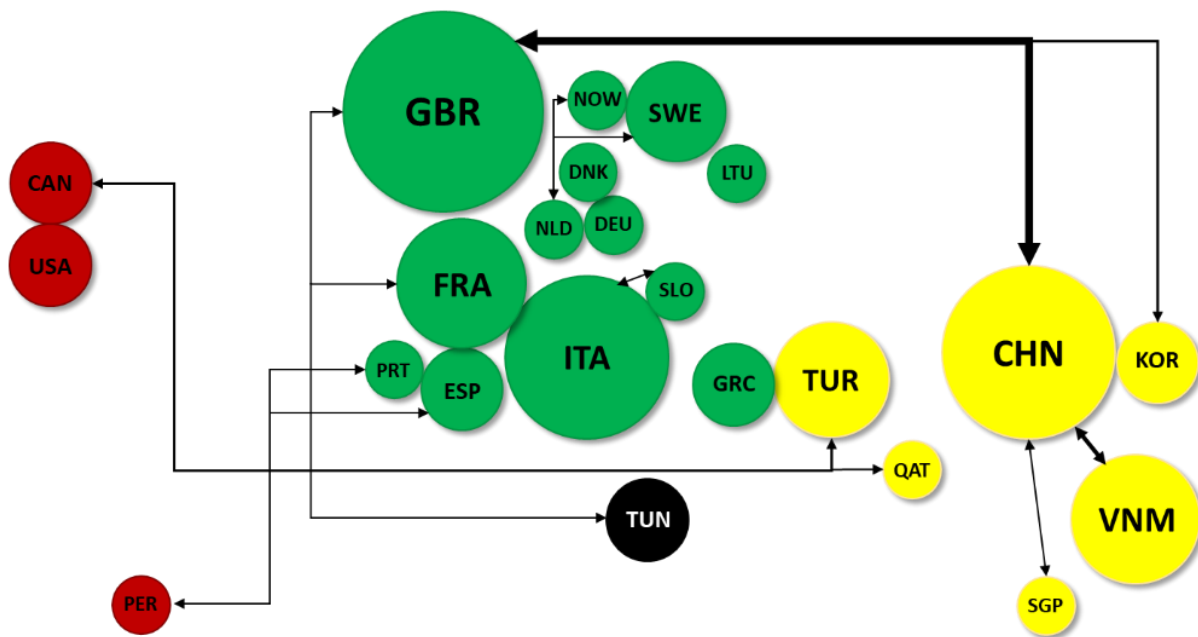 GBR
NOW
SWE
CAN
DNK
LTU
NLD
DEU
USA
FRA
SLO
ITA
CHN
KOR
PRT
ESP
GRC
TUR
QAT
TUN
VNM
PER
SGP